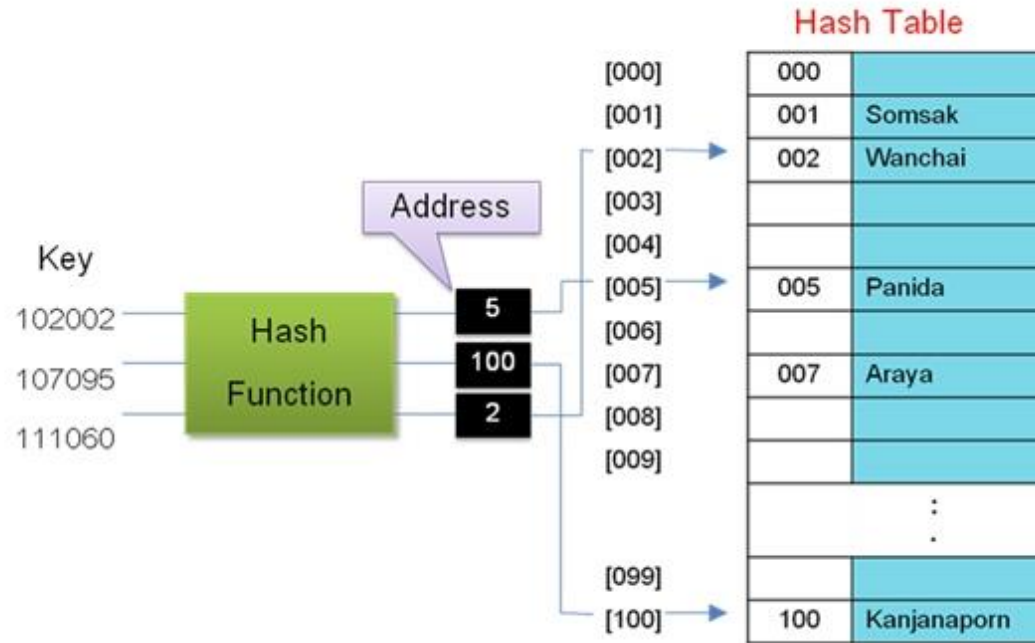 Hash Table
Address
Key
102002
107095
111060
Hash
Function
5
100
2
[000]
[001]
[002]
[003]
[004]
[005]
[006]
[007]
[008]
[009]
[099]
[100]
000
001 Somsak
002 Wanchai
005 Panida
007 Araya
:
.
100 Kanjanaporn